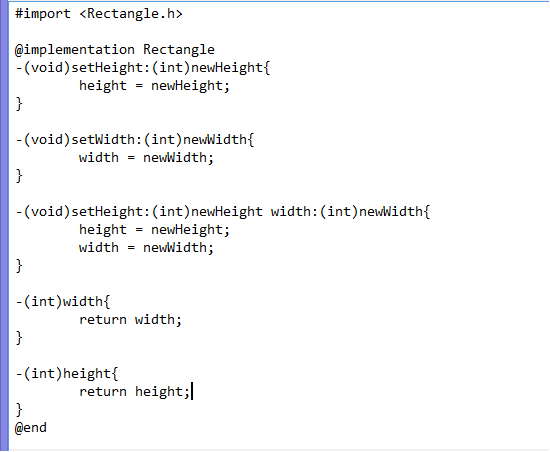 #import <Rectangle.h>
@implementation Rectangle
-(void)setHeight:(int)newHeight{
height = newHeight;
}
-(void)setWidth:(int)newWidth{
width = newWidth;
}
-(void)setHeight:(int)newHeight width:(int)newWidth{
height = newHeight;
width = newWidth;
}
-(int)width{
return width;
}
-(int)height{
return height;
}
@end